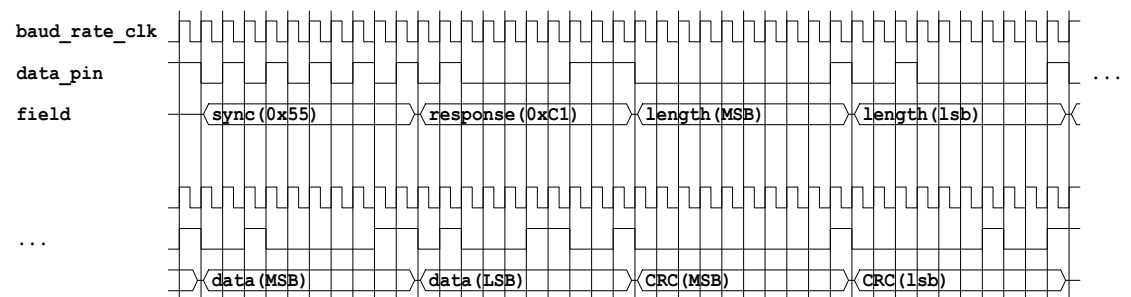 baud_rate_clk
data_pin ...
field sync(0x55) response(0xC1) length(MSB) length(lsb)
...
data(MSB) data(LSB) CRC(MSB) CRC(lsb)